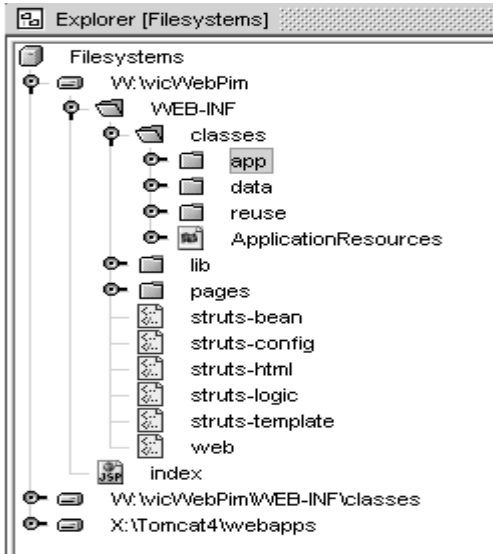 Explorer [Filesystems]
Filesystems
W:\vicWebPim
WEB-INF
classes
app
data
reuse
ApplicationResources
lib
pages
struts-bean
struts-config
struts-html
struts-logic
struts-template
web
JSP index
W:\vicWebPim\WEB-INF\classes
X:\Tomcat4\webapps